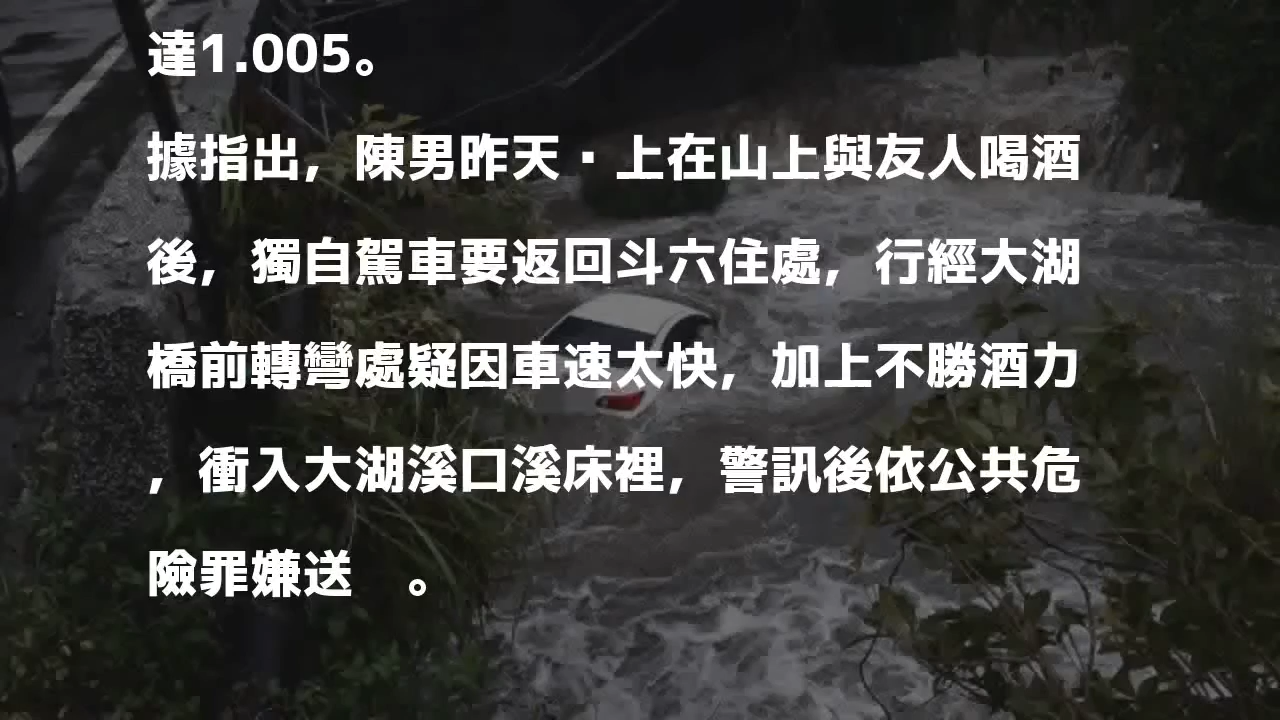 達1.005。
據指出，陳男昨天▪上在山上與友人喝酒
後，獨自駕車要返回斗六住處，行經大湖
橋前轉彎處疑因車速太快，加上不勝酒力
，衝入大湖溪口溪床裡，警訊後依公共危
險罪嫌送　。